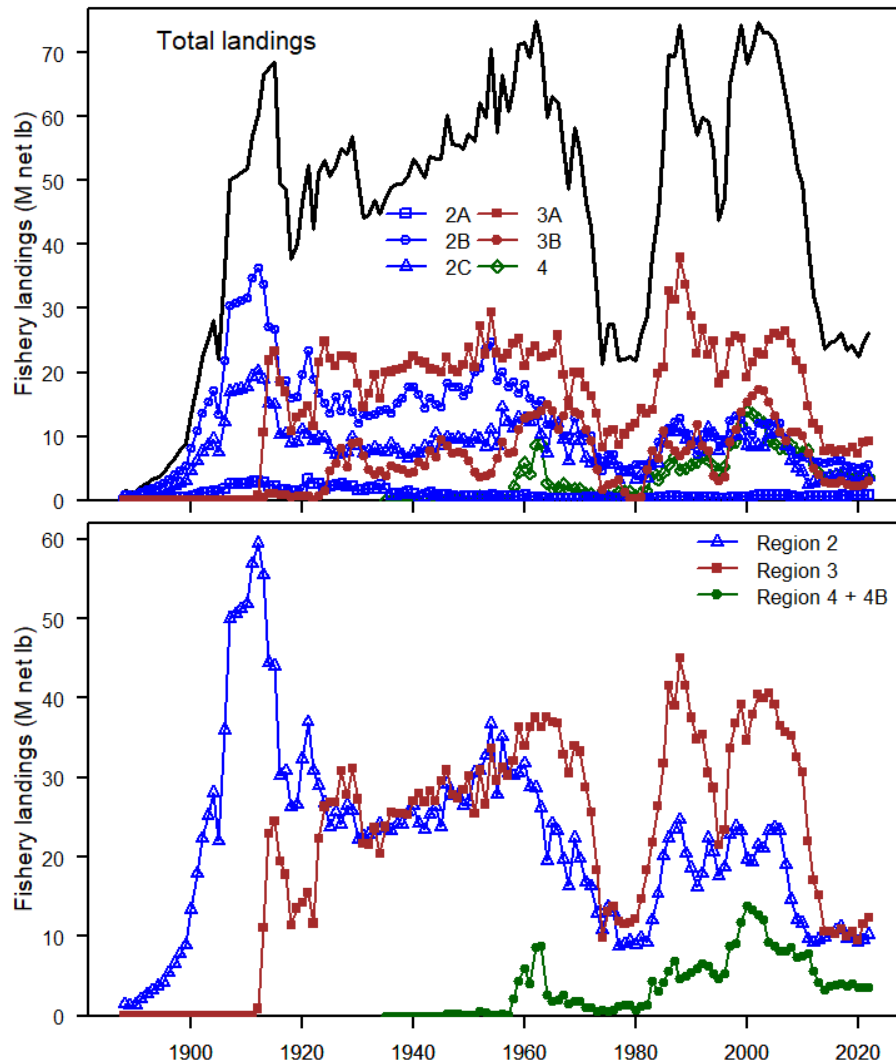 Total landings
Fishery landings (M net lb)
70
60
50
40
30
20
10
0
2A
2B
2C
3A
3B
4
Fishery landings (M net lb)
60
50
40
30
20
10
0
Region 2
Region 3
Region 4 + 4B
1900 1920 1940 1960 1980 2000 2020